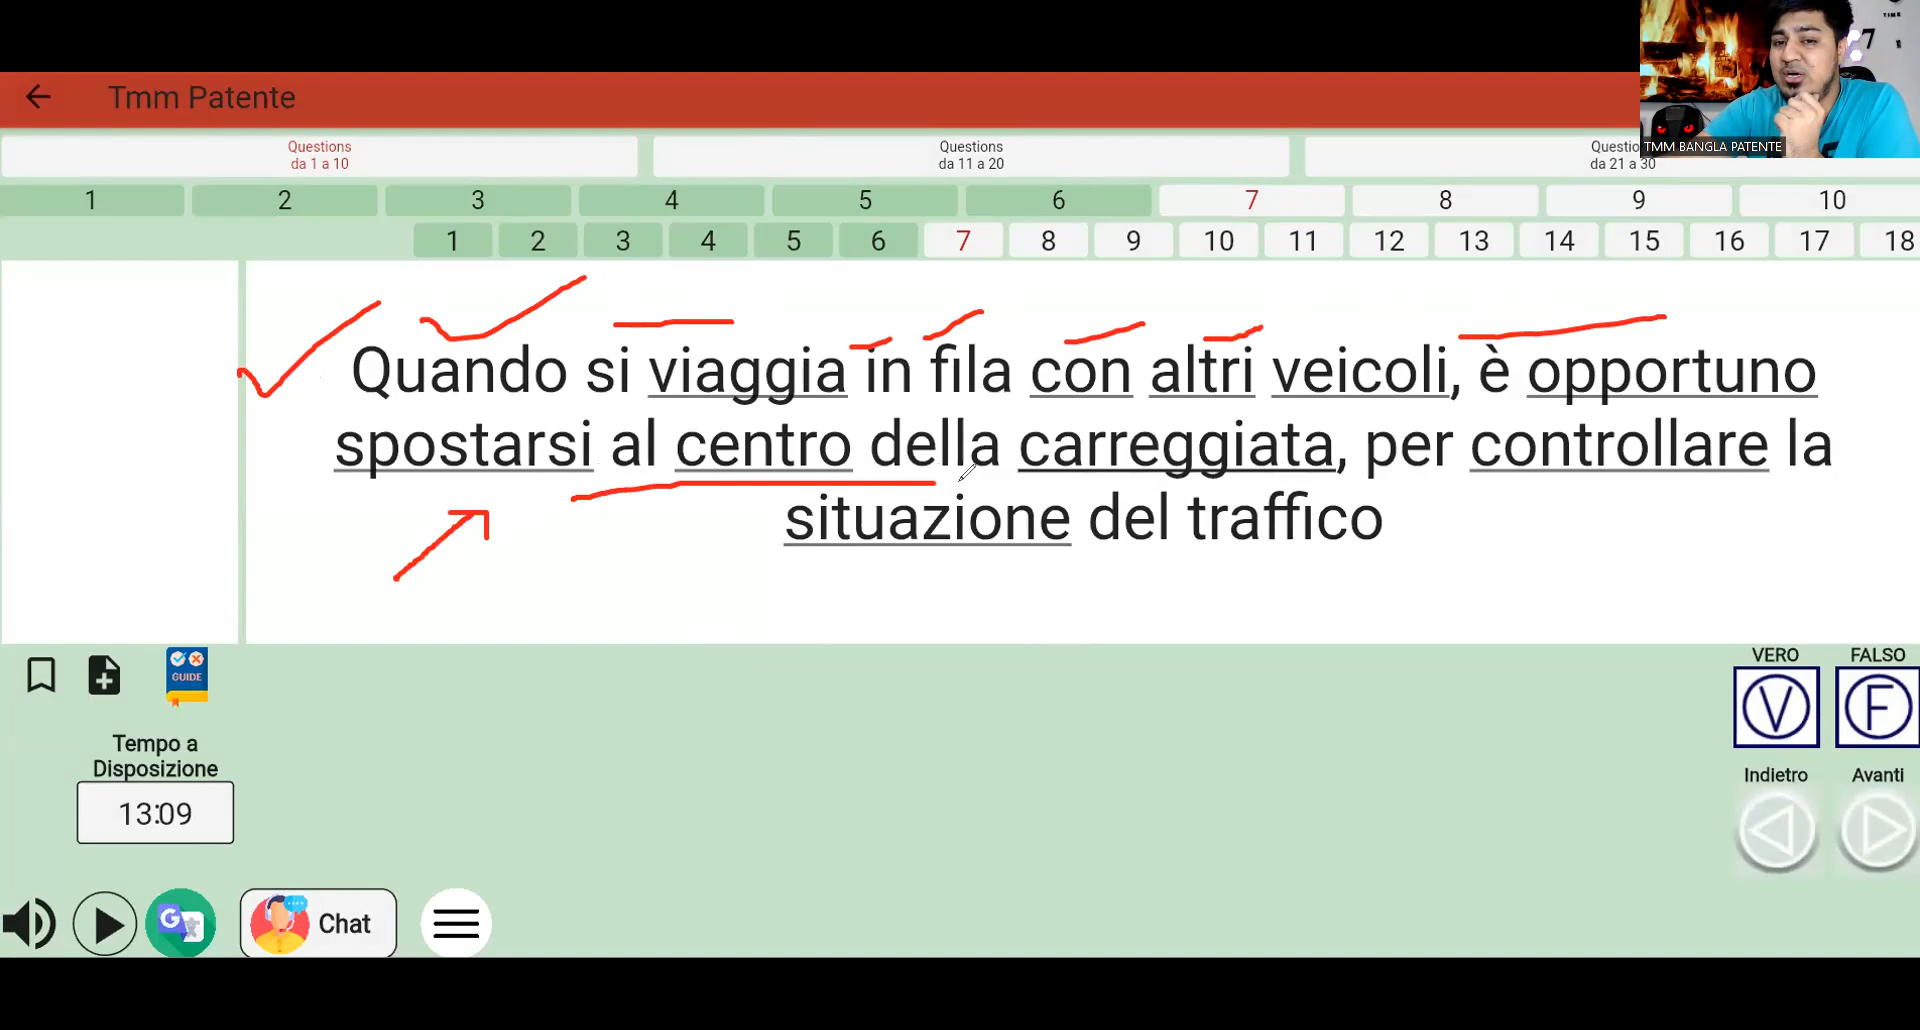 TIME
7
Tmm Patente
TMM BANGLA PATENTE
Questions
da 1 a 10
Questions
da 11 a 20
Questio
da 21 a 30
1 2 3 4 5 6 7 8 9 10
1 2 3 4 5 6 7 8 9 10 11 12 13 14 15 16 17 18
Quando si viaggia in fila con altri veicoli, è opportuno
spostarsi al centro della carreggiata, per controllare la
situazione del traffico
GUIDE
VERO
FALSO
V
F
Tempo a
Disposizione
13:09
Indietro
Avanti
G
Chat